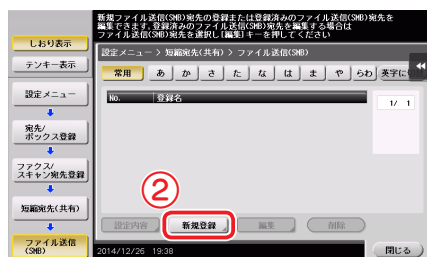 新規ファイル送信(SMB)宛先の登録または登録済みのファイル送信(SMB)宛先を
編集できます。登録済みのファイル送信(SMB)宛先を編集する場合は
ファイル送信(SMB)宛先を選択し[編集]キーを押してください
しおり表示
テンキー表示
設定メニュー
宛先/
ボックス登録
ファクス/
スキャン宛先登録
短縮宛先(共有)
ファイル送信
(SMB)
設定メニュー > 短縮宛先(共有) > ファイル送信(SMB)
常用 あ か さ た な は ま や らわ 英字に
No. 登録名
1/ 1
②
設定内容 新規登録 編集 削除
2014/12/26 19:38
閉じる